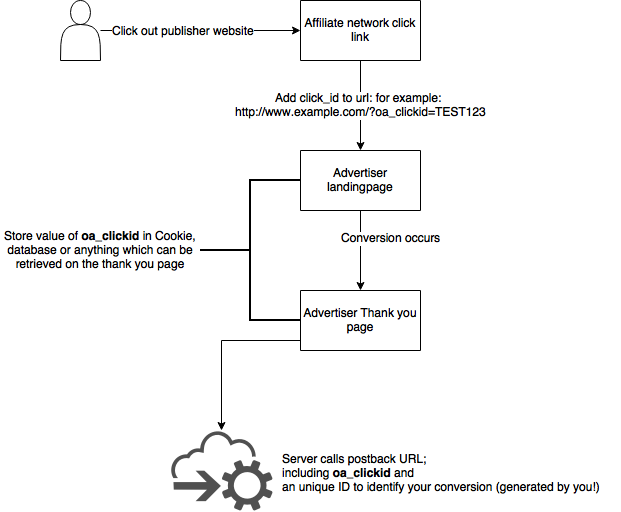 Click out publisher website
Affiliate network click
link
Add click_id to url: for example:
http://www.example.com/?oa_clickid=TEST123
Advertiser
landingpage
Store value of oa_clickid in Cookie,
database or anything which can be
retrieved on the thank you page
Conversion occurs
Advertiser Thank you
page
Server calls postback URL;
including oa_clickid and
an unique ID to identify your conversion (generated by you!)